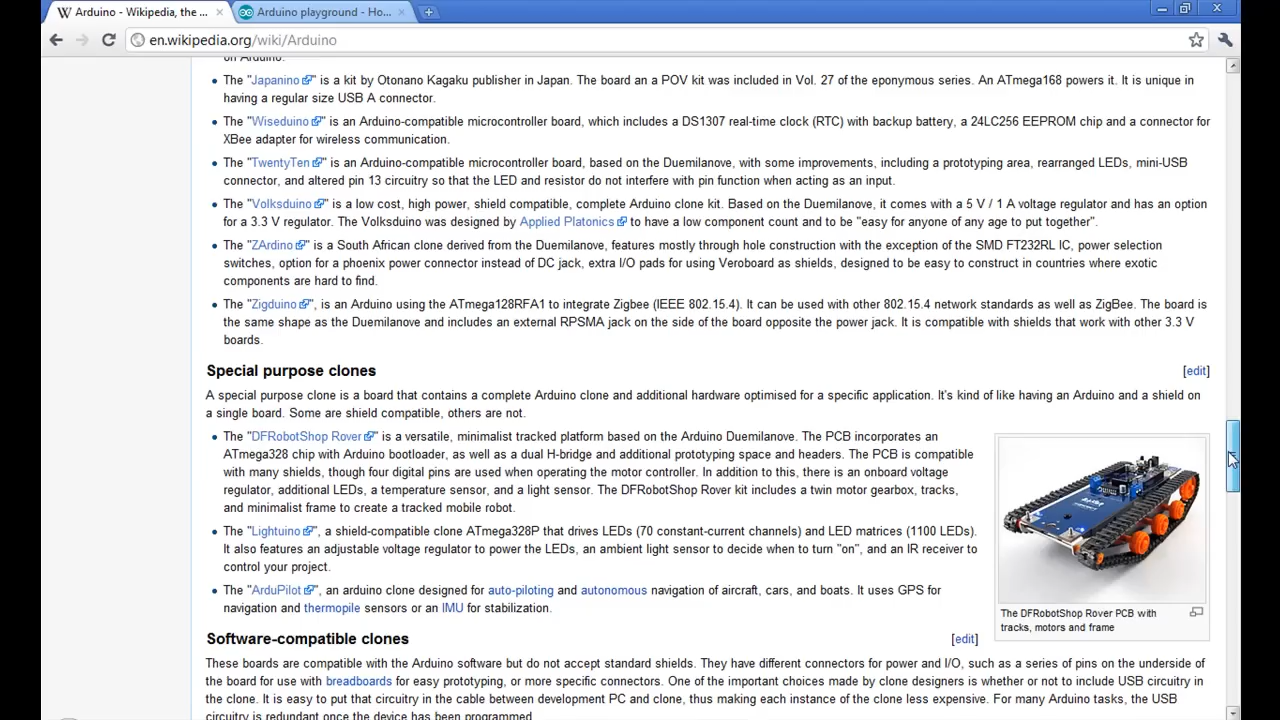 Arduino - Wikipedia, the ...
Arduino playground - Ho...
en.wikipedia.org/wiki/Arduino
on Arduino.
The "Japanino" is a kit by Otonano Kagaku publisher in Japan. The board an a POV kit was included in Vol. 27 of the eponymous series. An ATmega168 powers it. It is unique in
having a regular size USB A connector.
The "Wiseduino" is an Arduino-compatible microcontroller board, which includes a DS1307 real-time clock (RTC) with backup battery, a 24LC256 EEPROM chip and a connector for
XBee adapter for wireless communication.
The "TwentyTen" is an Arduino-compatible microcontroller board, based on the Duemilanove, with some improvements, including a prototyping area, rearranged LEDs, mini-USB
connector, and altered pin 13 circuitry so that the LED and resistor do not interfere with pin function when acting as an input.
The "Volksduino" is a low cost, high power, shield compatible, complete Arduino clone kit. Based on the Duemilanove, it comes with a 5 V / 1 A voltage regulator and has an option
for a 3.3 V regulator. The Volksduino was designed by Applied Platonics to have a low component count and to be "easy for anyone of any age to put together".
The "ZArdino" is a South African clone derived from the Duemilanove, features mostly through hole construction with the exception of the SMD FT232RL IC, power selection
switches, option for a phoenix power connector instead of DC jack, extra I/O pads for using Veroboard as shields, designed to be easy to construct in countries where exotic
components are hard to find.
The "Zigduino", is an Arduino using the ATmega128RFA1 to integrate Zigbee (IEEE 802.15.4). It can be used with other 802.15.4 network standards as well as ZigBee. The board is
the same shape as the Duemilanove and includes an external RPSMA jack on the side of the board opposite the power jack. It is compatible with shields that work with other 3.3 V
boards.
Special purpose clones [edit]
A special purpose clone is a board that contains a complete Arduino clone and additional hardware optimised for a specific application. It's kind of like having an Arduino and a shield on
a single board. Some are shield compatible, others are not.
The "DFRobotShop Rover" is a versatile, minimalist tracked platform based on the Arduino Duemilanove. The PCB incorporates an
ATmega328 chip with Arduino bootloader, as well as a dual H-bridge and additional prototyping space and headers. The PCB is compatible
with many shields, though four digital pins are used when operating the motor controller. In addition to this, there is an onboard voltage
regulator, additional LEDs, a temperature sensor, and a light sensor. The DFRobotShop Rover kit includes a twin motor gearbox, tracks,
and minimalist frame to create a tracked mobile robot.
The "Lightuino", a shield-compatible clone ATmega328P that drives LEDs (70 constant-current channels) and LED matrices (1100 LEDs).
It also features an adjustable voltage regulator to power the LEDs, an ambient light sensor to decide when to turn "on", and an IR receiver to
control your project.
The "ArduPilot", an arduino clone designed for auto-piloting and autonomous navigation of aircraft, cars, and boats. It uses GPS for
navigation and thermopile sensors or an IMU for stabilization.
The DFRobotShop Rover PCB with
tracks, motors and frame
Software-compatible clones [edit]
These boards are compatible with the Arduino software but do not accept standard shields. They have different connectors for power and I/O, such as a series of pins on the underside of
the board for use with breadboards for easy prototyping, or more specific connectors. One of the important choices made by clone designers is whether or not to include USB circuitry in
the clone. It is easy to put that circuitry in the cable between development PC and clone, thus making each instance of the clone less expensive. For many Arduino tasks, the USB
circuitry is redundant once the device has been programmed